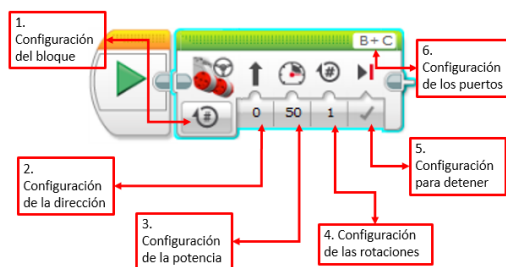 1.
Configuración
del bloque
B+C
6.
Configuración
de los puertos
#
#
0 50 1
2.
Configuración
de la dirección
3.
Configuración
de la potencia
4. Configuración
de las rotaciones
5.
Configuración
para detener